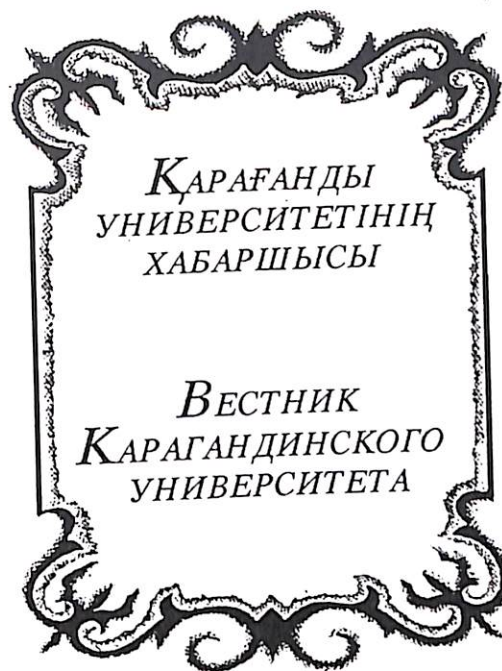 ҚАРАҒАНДЫ
УНИВЕРСИТЕТІНІҢ
ХАБАРШЫСЫ
ВЕСТНИК
КАРАГАНДИНСКОГО
УНИВЕРСИТЕТА